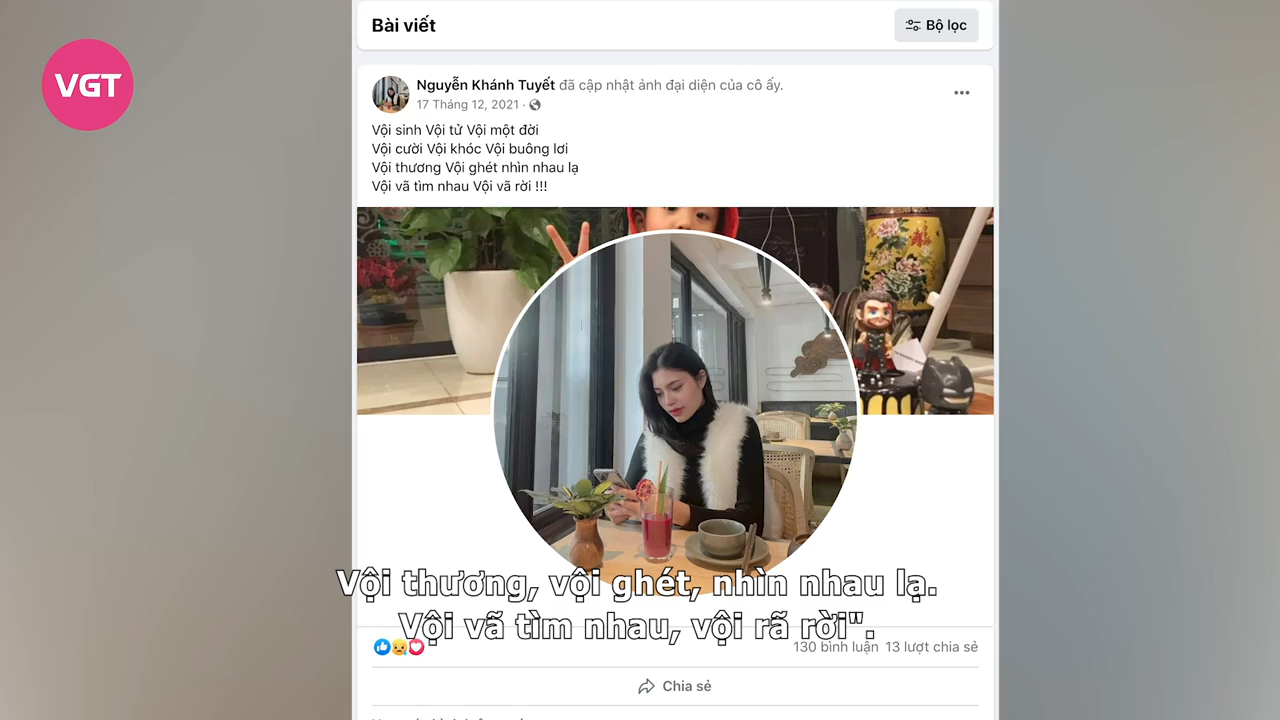 VGT
Bài viết
Bộ lọc
Nguyễn Khánh Tuyết đã cập nhật ảnh đại diện của cô ấy.
17 Tháng 12, 2021 ·
Vội sinh Vội tử Vội một đời
Vội cười Vội khóc Vội buông lơi
Vội thương Vội ghét nhìn nhau lạ
Vội vã tìm nhau Vội vã rời !!!
Vội thương, vội ghét, nhìn nhau lạ.
Vội vã tìm nhau, vội rã rời".
130 bình luận 13 lượt chia sẻ
Chia sẻ